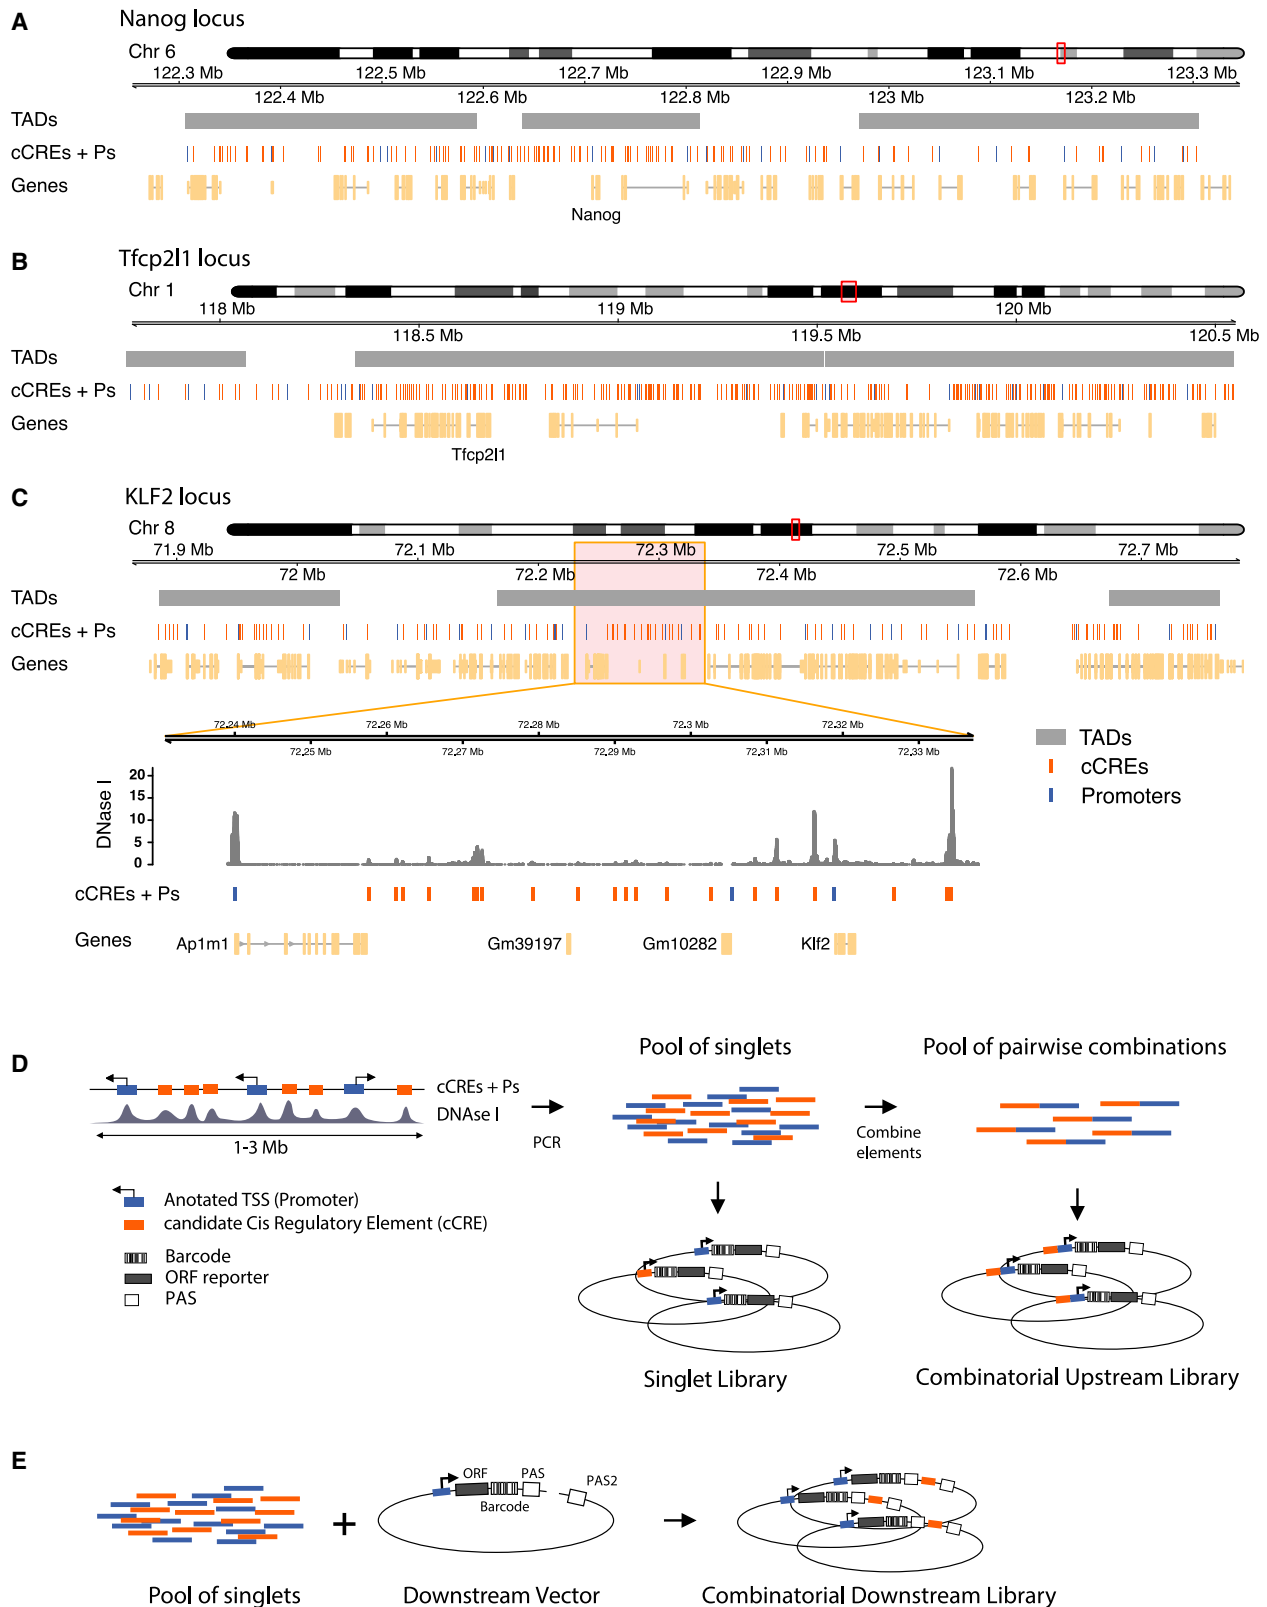 A
Nanog locus
Chr 6
122.3 Mb 122.5 Mb 122.7 Mb 122.9 Mb 123.1 Mb 123.3 Mb
122.4 Mb 122.6 Mb 122.8 Mb 123 Mb 123.2 Mb
TADs
cCREs + Ps
Genes
Nanog
B
Tfcp2l1 locus
Chr 1
118 Mb 119 Mb 120 Mb
118.5 Mb 119.5 Mb 120.5 Mb
TADs
cCREs + Ps
Genes
Tfcp2l1
C
KLF2 locus
Chr 8
71.9 Mb 72.1 Mb 72.3 Mb 72.5 Mb 72.7 Mb
72 Mb 72.2 Mb 72.4 Mb 72.6 Mb
TADs
cCREs + Ps
Genes
72.24 Mb 72.26 Mb 72.28 Mb 72.3 Mb 72.32 Mb
72.25 Mb 72.27 Mb 72.29 Mb 72.31 Mb 72.33 Mb
TADs
cCREs
Promoters
DNase I
20
15
10
5
0
cCREs + Ps
Genes
Ap1m1 Gm39197 Gm10282 Klf2
D
Pool of singlets
Pool of pairwise combinations
cCREs + Ps
DNAse I
1-3 Mb
PCR
Combine
elements
Anotated TSS (Promoter)
candidate Cis Regulatory Element (cCRE)
Barcode
ORF reporter
PAS
Singlet Library
Combinatorial Upstream Library
E
ORF PAS PAS2
Barcode
+
Pool of singlets
Downstream Vector
Combinatorial Downstream Library